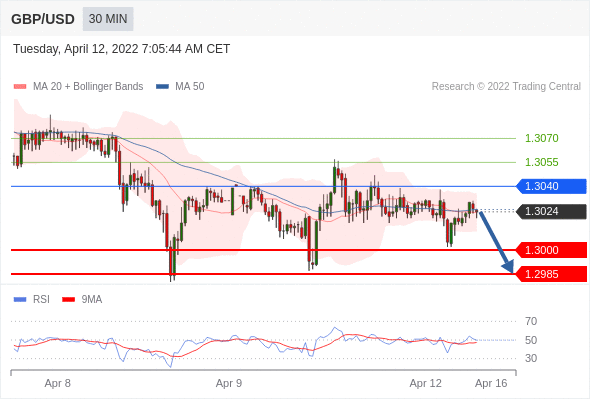 GBP/USD 30 MIN
Tuesday, April 12, 2022 7:05:44 AM CET
MA 20 + Bollinger Bands MA 50 Research © 2022 Trading Central
1.3070
1.3055
1.3040
1.3024
1.3000
1.2985
RSI 9MA
70
50
30
Apr 8 Apr 9 Apr 12 Apr 16